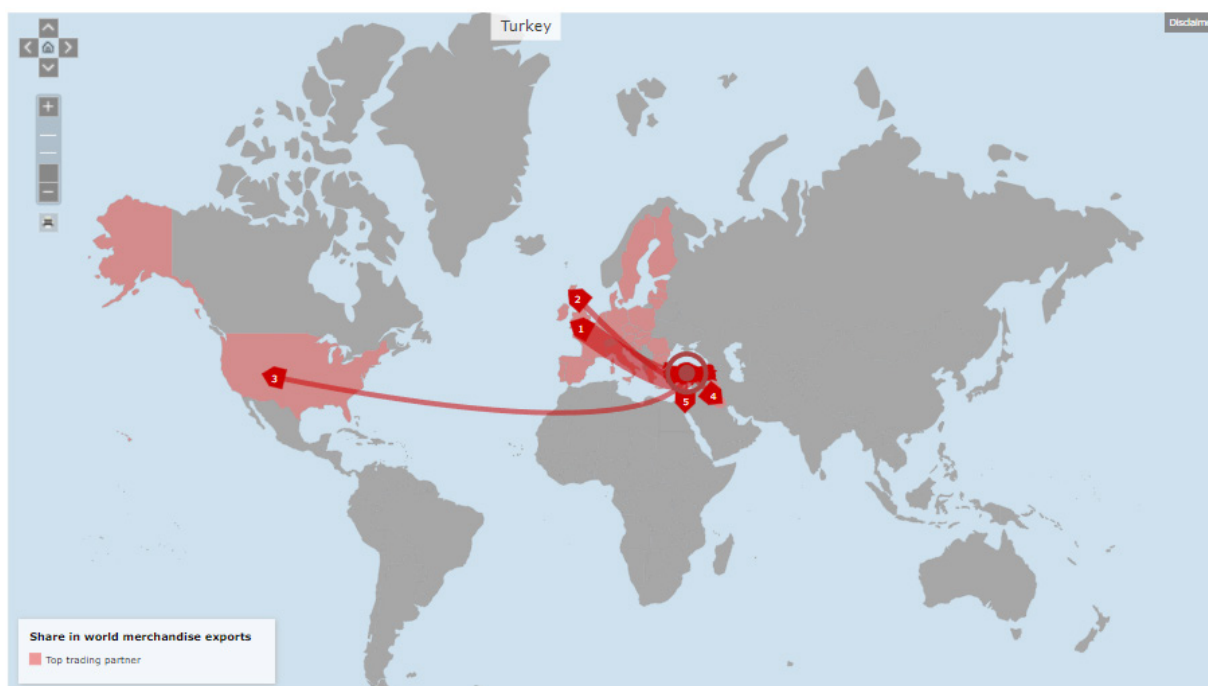 Turkey
Disclaime
2
1
3
4
5
Share in world merchandise exports
Top trading partner